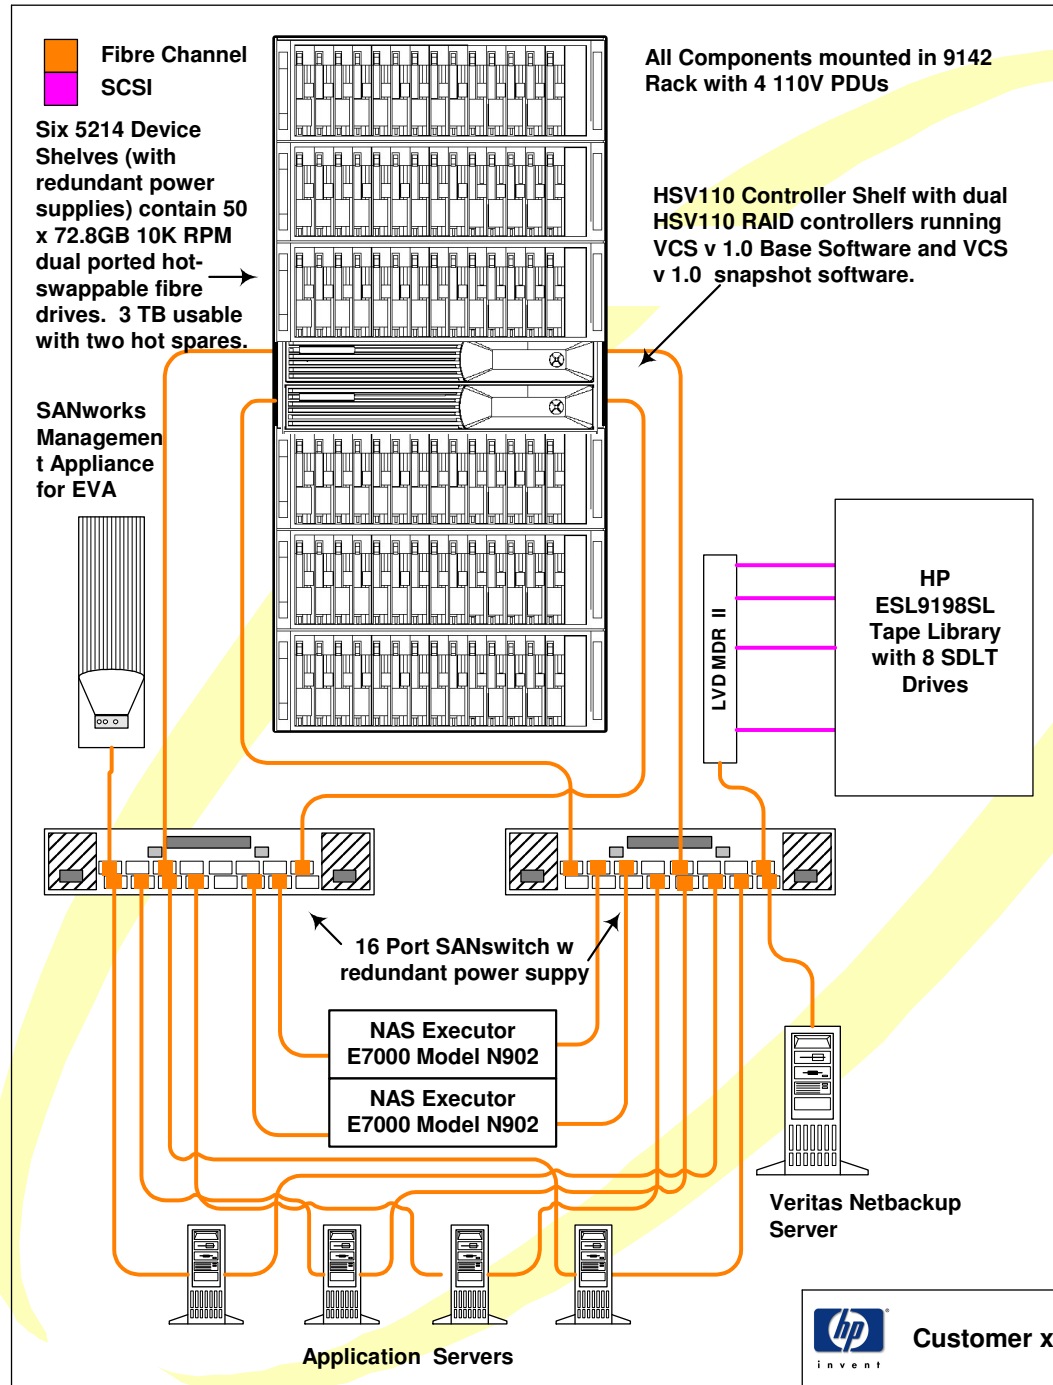 Fibre Channel
SCSI
All Components mounted in 9142
Rack with 4 110V PDUs
Six 5214 Device
Shelves (with
redundant power
supplies) contain 50
x 72.8GB 10K RPM
dual ported hot-
swappable fibre
drives.  3 TB usable
with two hot spares.
HSV110 Controller Shelf with dual
HSV110 RAID controllers running
VCS v 1.0 Base Software and VCS
v 1.0  snapshot software.
SANworks
Managemen
t Appliance
for EVA
LVD MDR  II
HP
ESL9198SL
Tape Library
with 8 SDLT
Drives
16 Port SANswitch w
redundant power suppy
NAS Executor
E7000 Model N902
NAS Executor
E7000 Model N902
Veritas Netbackup
Server
Application  Servers
hp
invent
Customer x